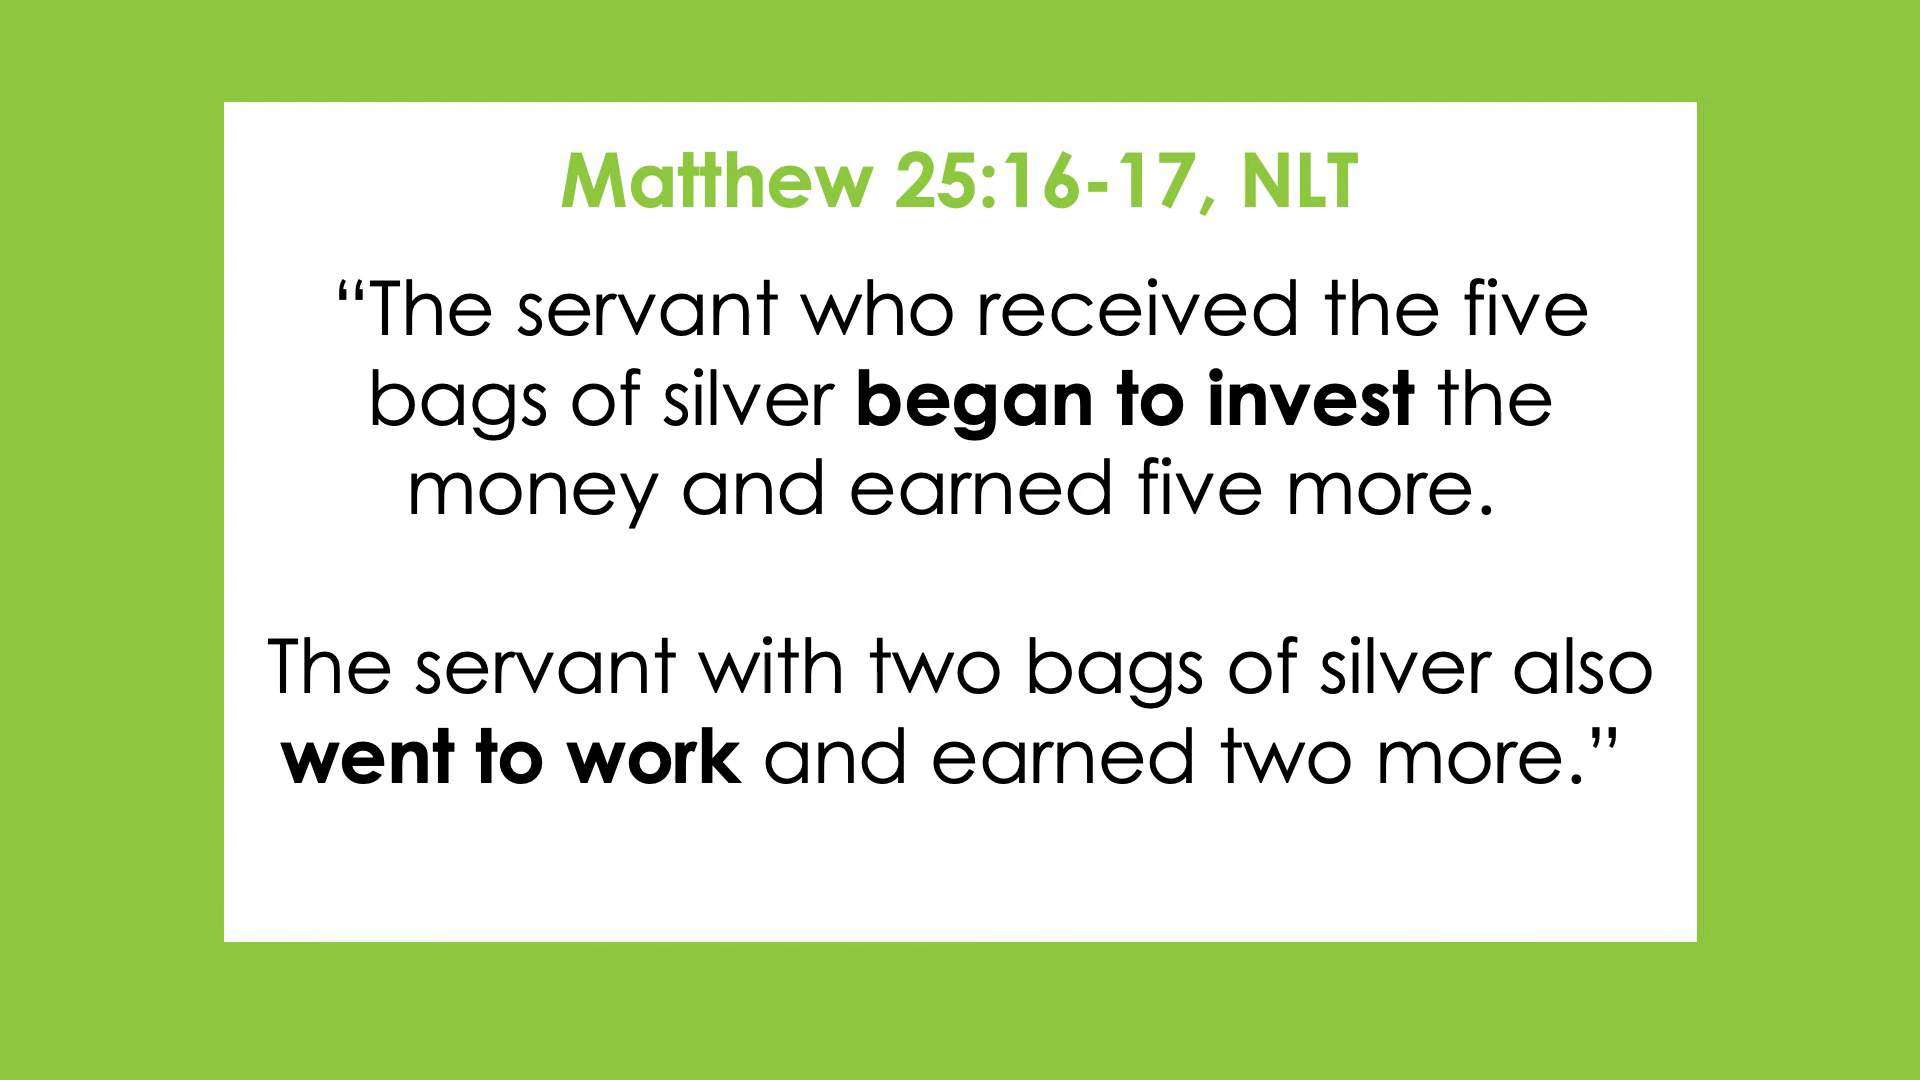 Matthew 25:16-17, NLT
“The servant who received the five
bags of silver began to invest the
money and earned five more.
The servant with two bags of silver also
went to work and earned two more.”